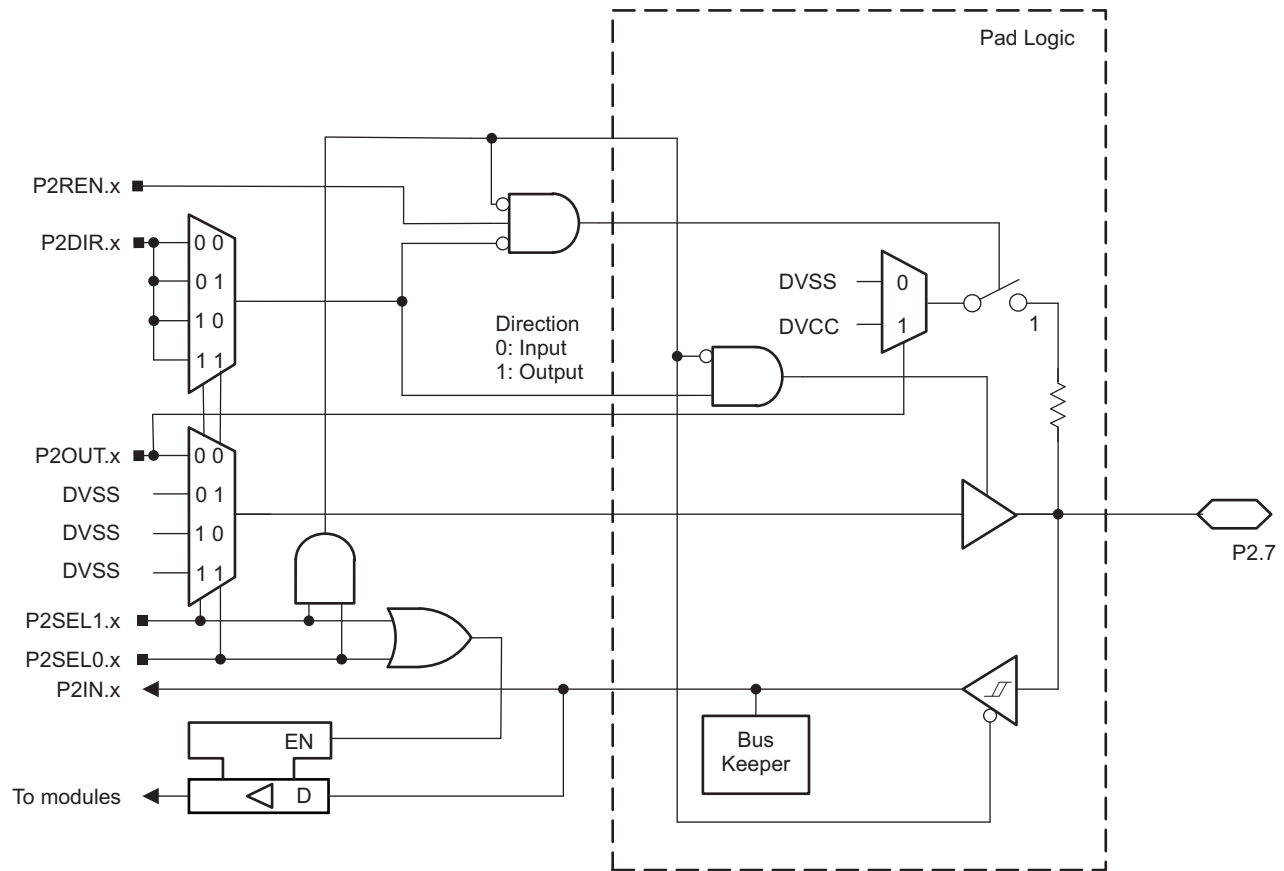 Pad Logic
P2REN.x
P2DIR.x
0 0
0 1
1 0
1 1
Direction
0: Input
1: Output
DVSS
DVCC
0
1
1
P2OUT.x
DVSS
DVSS
DVSS
0 0
0 1
1 0
1 1
P2.7
P2SEL1.x
P2SEL0.x
P2IN.x
EN
D
To modules
Bus
Keeper